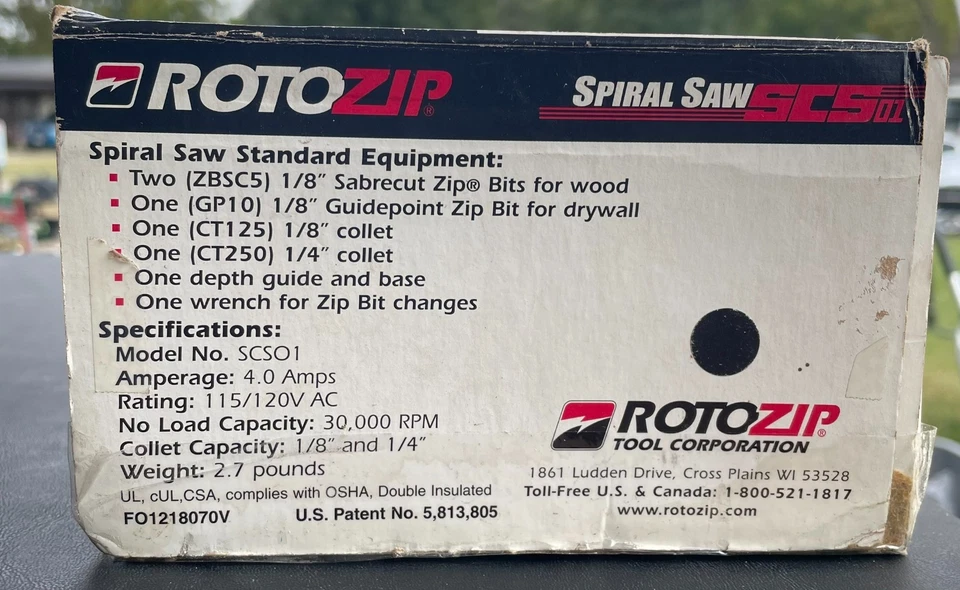 ROTOZIP®
SPIRAL SAW SCS01
Spiral Saw Standard Equipment:
▪ Two (ZBSC5) 1/8" Sabrecut Zip® Bits for wood
▪ One (GP10) 1/8" Guidepoint Zip Bit for drywall
▪ One (CT125) 1/8" collet
▪ One (CT250) 1/4" collet
▪ One depth guide and base
▪ One wrench for Zip Bit changes
Specifications:
Model No. SCSO1
Amperage: 4.0 Amps
Rating: 115/120V AC
No Load Capacity: 30,000 RPM
Collet Capacity: 1/8" and 1/4"
Weight: 2.7 pounds
UL, cUL,CSA, complies with OSHA, Double Insulated
FO1218070V U.S. Patent No. 5,813,805
ROTOZIP®
TOOL CORPORATION
1861 Ludden Drive, Cross Plains WI 53528
Toll-Free U.S. & Canada: 1-800-521-1817
www.rotozip.com